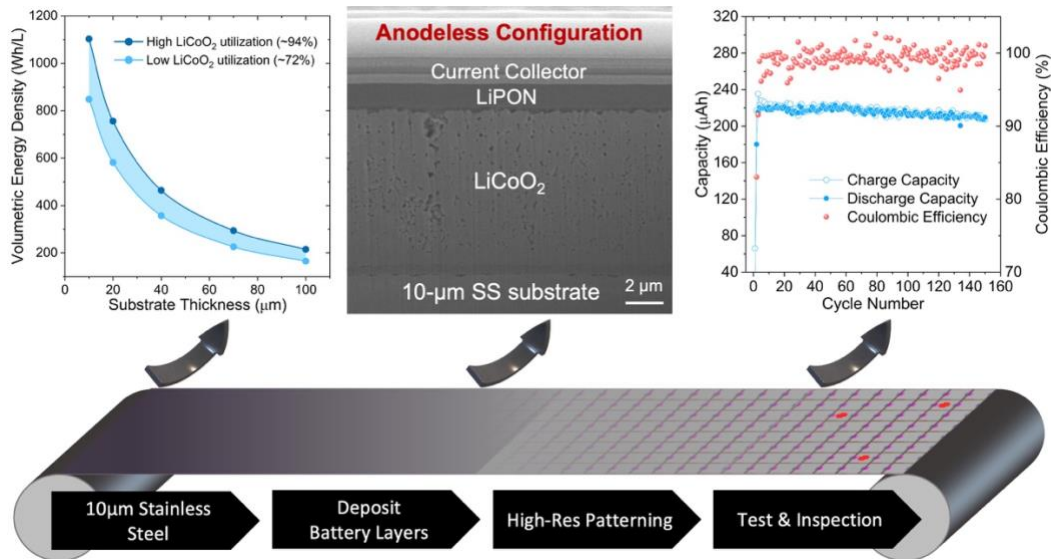 1200
1000
800
600
400
200
Volumetric Energy Density (Wh/L)
High LiCoO₂ utilization (~94%)
Low LiCoO₂ utilization (~72%)
0 20 40 60 80 100
Substrate Thickness (μm)
Anodeless Configuration
Current Collector
LiPON
LiCoO₂
10-μm SS substrate
2 μm
320
280
240
200
160
120
80
40
Capacity (μAh)
100
90
80
70
Coulombic Efficiency (%)
Charge Capacity
Discharge Capacity
Coulombic Efficiency
0 20 40 60 80 100 120 140 160
Cycle Number
10μm Stainless
Steel
Deposit
Battery Layers
High-Res Patterning
Test & Inspection